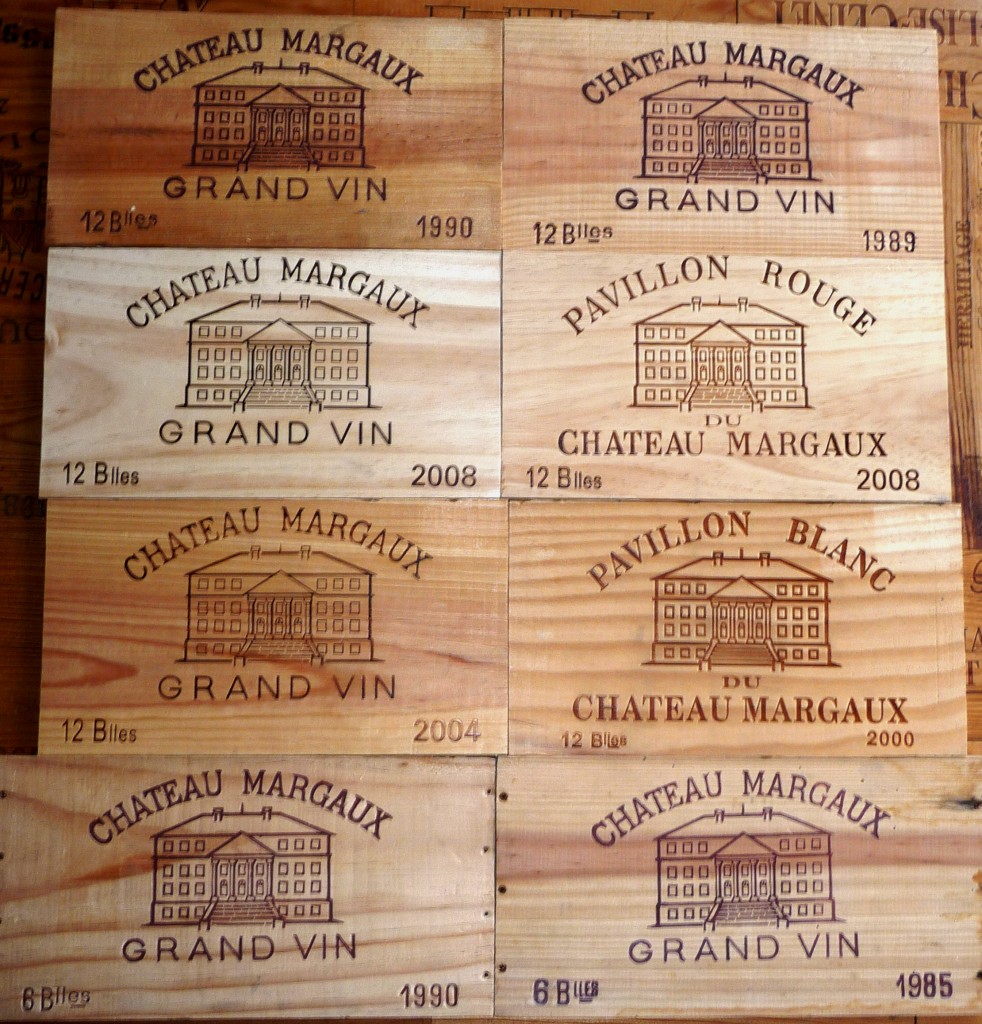 CHATEAU MARGAUX
GRAND VIN
12 Blles 1990
CHATEAU MARGAUX
GRAND VIN
12 Blles 1989
CHATEAU MARGAUX
GRAND VIN
12 Blles 2008
PAVILLON ROUGE
DU
CHATEAU MARGAUX
12 Blles 2008
CHATEAU MARGAUX
GRAND VIN
12 Blles 2004
PAVILLON BLANC
DU
CHATEAU MARGAUX
12 Blles 2000
CHATEAU MARGAUX
GRAND VIN
6 Blles 1990
CHATEAU MARGAUX
GRAND VIN
6 BLLES 1985
HERMITAGE